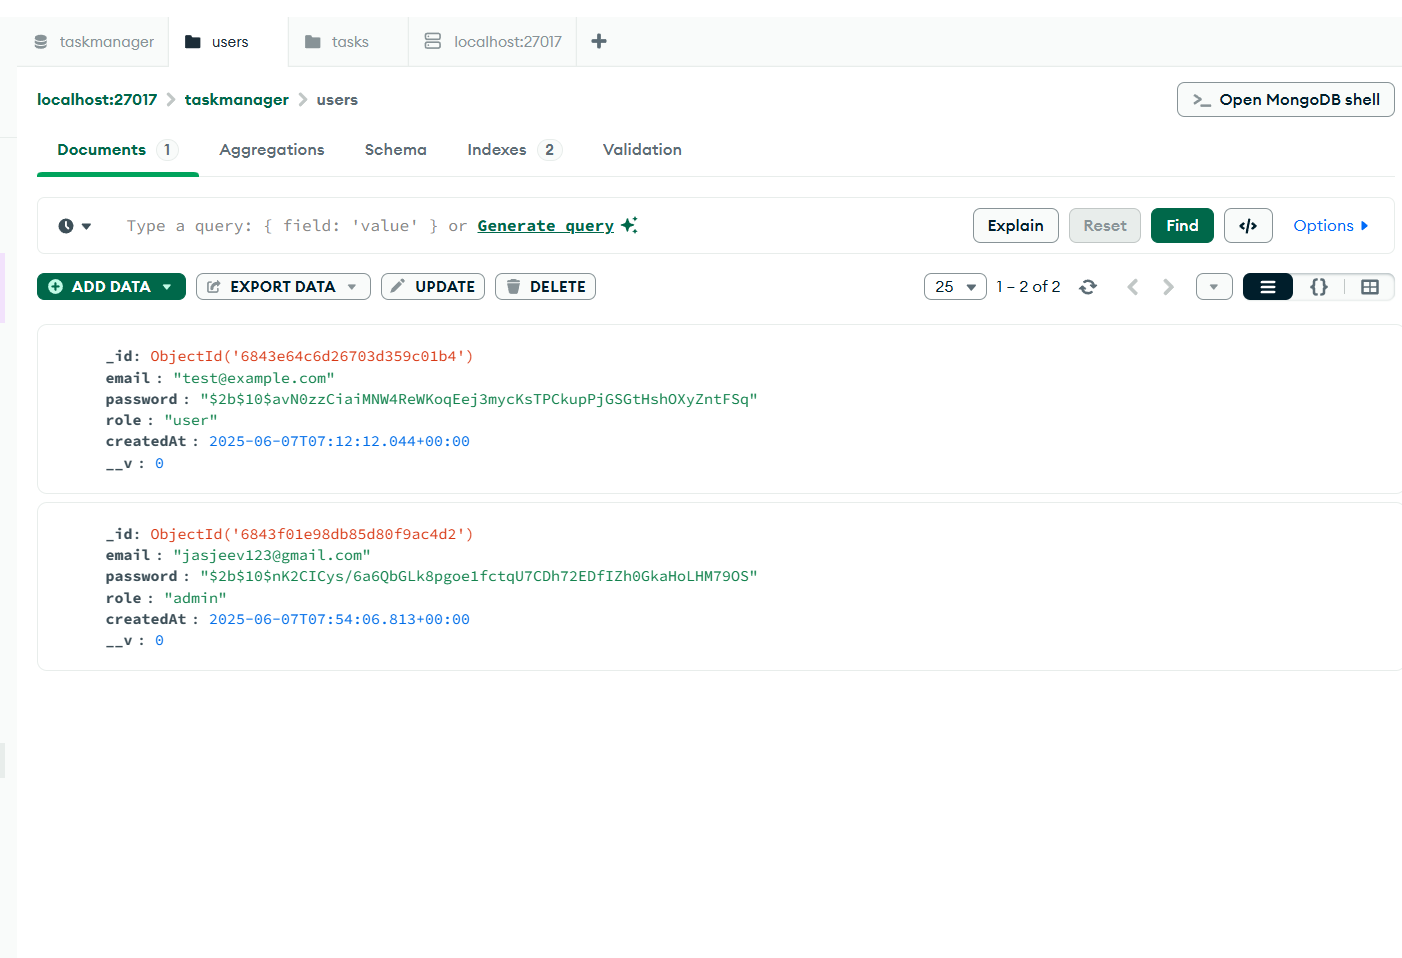 taskmanager users tasks localhost:27017
localhost:27017 taskmanager users Open MongoDB shell
Documents 1 Aggregations Schema Indexes 2 Validation
Type a query: { field: 'value' } or Generate query Explain Reset Find </> Options
ADD DATA EXPORT DATA UPDATE DELETE 25 1 – 2 of 2 {}
_id: ObjectId('6843e64c6d26703d359c01b4')
email : "test@example.com"
password : "$2b$10$avN0zzCiaiMNW4ReWKoqEej3mycKsTPCkupPjGSGtHshOXyZntFSq"
role : "user"
createdAt : 2025-06-07T07:12:12.044+00:00
__v : 0
_id: ObjectId('6843f01e98db85d80f9ac4d2')
email : "jasjeev123@gmail.com"
password : "$2b$10$nK2CICys/6a6QbGLk8pgoe1fctqU7CDh72EDfIZh0GkaHoLHM79OS"
role : "admin"
createdAt : 2025-06-07T07:54:06.813+00:00
__v : 0